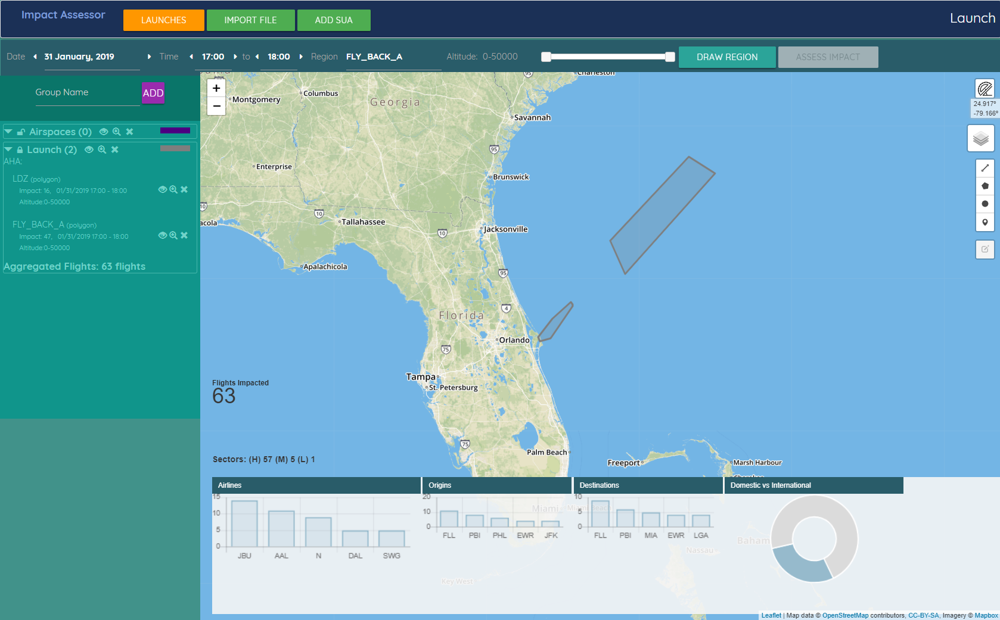 Impact Assessor
LAUNCHES
IMPORT FILE
ADD SUA
Launch
Date 31 January, 2019 Time 17:00 to 18:00 Region FLY_BACK_A Altitude: 0-50000
DRAW REGION
ASSESS IMPACT
Group Name
ADD
Airspaces (0)
Launch (2)
AHA:
LDZ (polygon)
Impact: 16, 01/31/2019 17:00 - 18:00
Altitude:0-50000
FLY_BACK_A (polygon)
Impact: 47, 01/31/2019 17:00 - 18:00
Altitude:0-50000
Aggregated Flights: 63 flights
+
−
24.917°
-79.166°
Charleston
95
Columbus
Montgomery
Georgia
Savannah
95
Enterprise
Brunswick
10
10
Tallahassee
acola
10
Jacksonville
Apalachicola
95
4
Florida
Orlando
75
Tampa
St. Petersburg
Flights Impacted
63
75
Palm Beach
Freeport
Marsh Harbour
Sectors: (H) 57 (M) 5 (L) 1
Airlines
15
10
5
0
JBU AAL N DAL SWG
Origins
20
10
0
FLL PBI PHL EWR JFK
Destinations
10
5
0
FLL PBI MIA EWR LGA
Domestic vs International
Miami
Miami Beach
Baham
Nassau
Key West
Leaflet | Map data © OpenStreetMap contributors, CC-BY-SA, Imagery © Mapbox